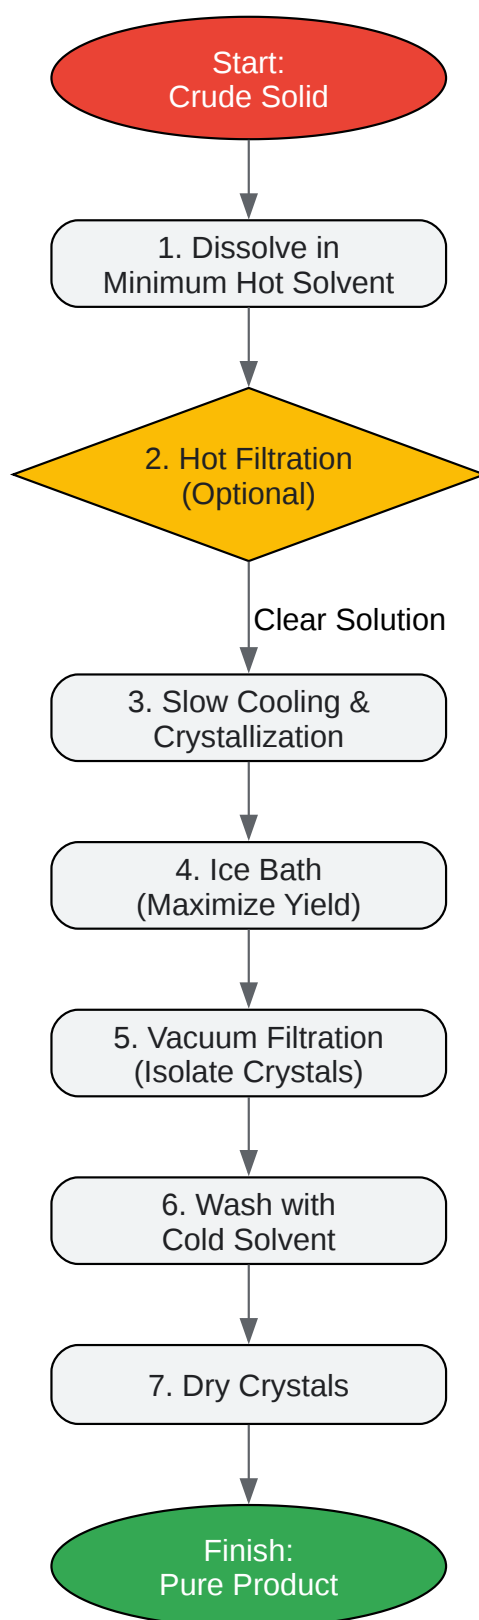 Start:
Crude Solid
1. Dissolve in
Minimum Hot Solvent
2. Hot Filtration
(Optional)
Clear Solution
3. Slow Cooling &
Crystallization
4. Ice Bath
(Maximize Yield)
5. Vacuum Filtration
(Isolate Crystals)
6. Wash with
Cold Solvent
7. Dry Crystals
Finish:
Pure Product